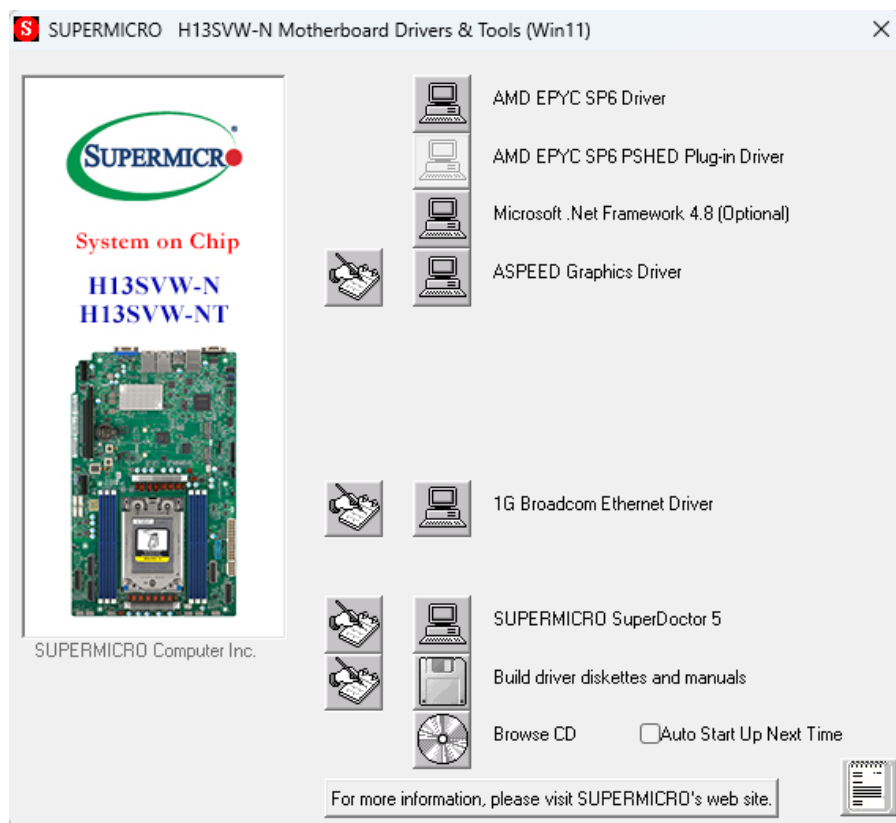 S SUPERMICRO H13SVW-N Motherboard Drivers & Tools (Win11)
SUPERMICRO
System on Chip
H13SVW-N
H13SVW-NT
SUPERMICRO Computer Inc.
AMD EPYC SP6 Driver
AMD EPYC SP6 PSHED Plug-in Driver
Microsoft .Net Framework 4.8 (Optional)
ASPEED Graphics Driver
1G Broadcom Ethernet Driver
SUPERMICRO SuperDoctor 5
Build driver diskettes and manuals
Browse CD Auto Start Up Next Time
For more information, please visit SUPERMICRO's web site.